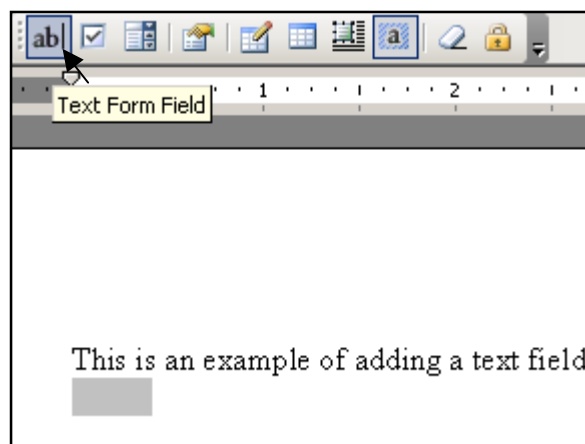 ab|
a
Text Form Field
1
2
This is an example of adding a text field